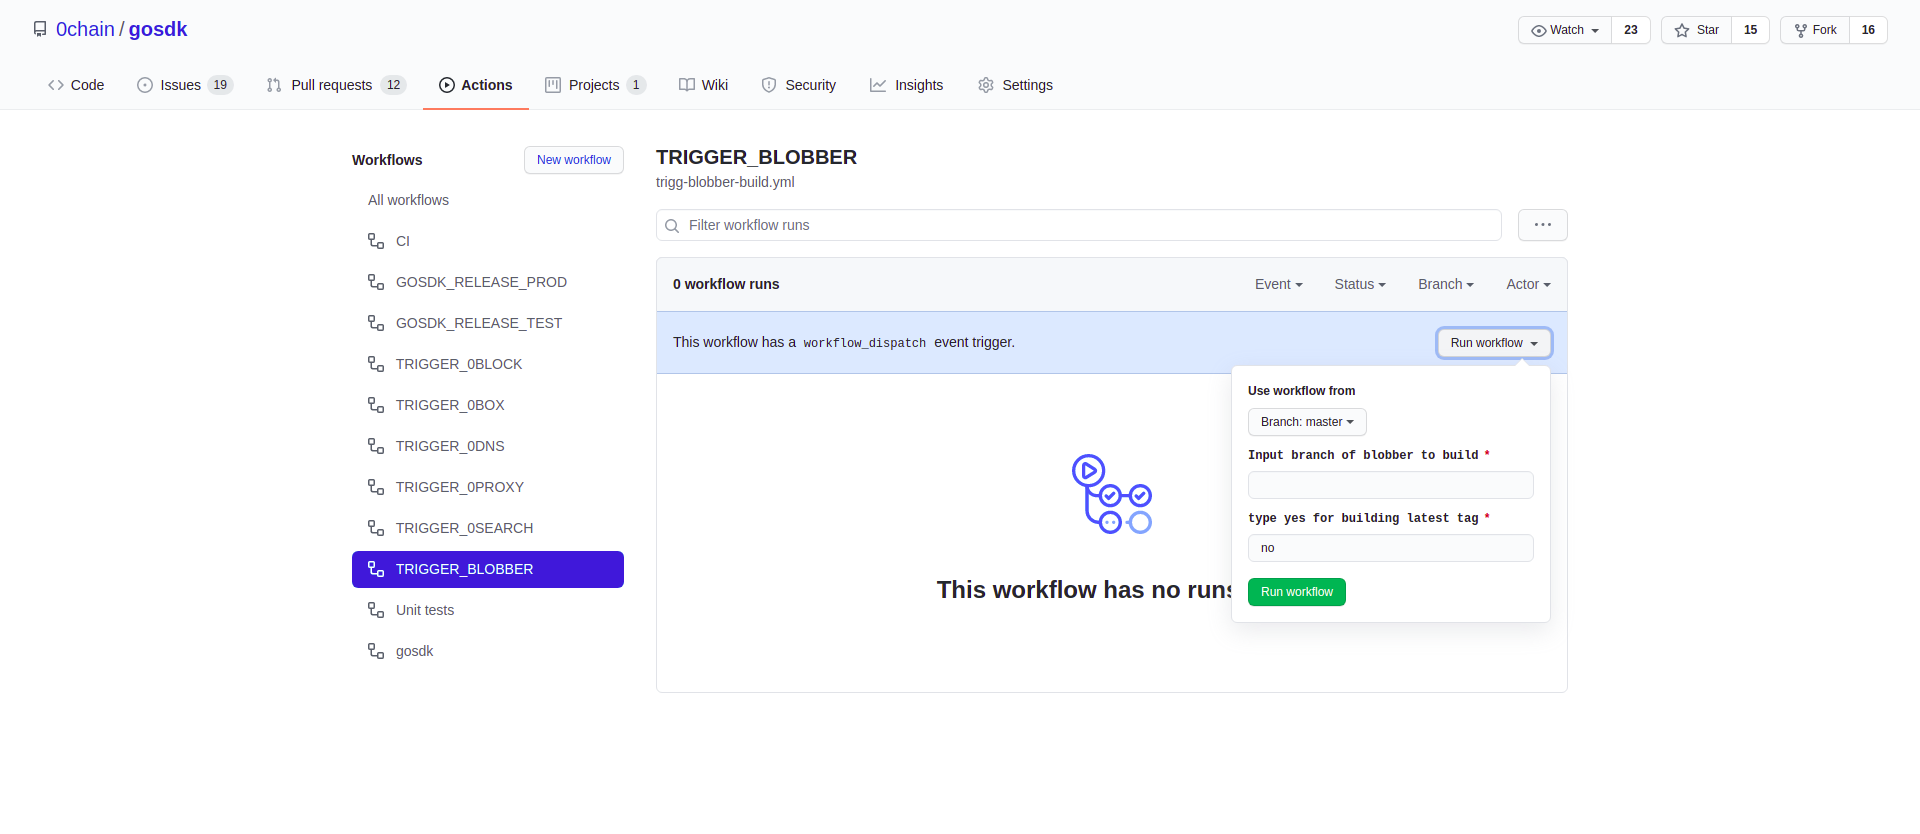 0chain / gosdk
Watch 23 Star 15 Fork 16
Code Issues 19 Pull requests 12 Actions Projects 1 Wiki Security Insights Settings
Workflows
New workflow
All workflows
CI
GOSDK_RELEASE_PROD
GOSDK_RELEASE_TEST
TRIGGER_0BLOCK
TRIGGER_0BOX
TRIGGER_0DNS
TRIGGER_0PROXY
TRIGGER_0SEARCH
TRIGGER_BLOBBER
Unit tests
gosdk
TRIGGER_BLOBBER
trigg-blobber-build.yml
Filter workflow runs
0 workflow runs
Event Status Branch Actor
This workflow has a workflow_dispatch event trigger.
Run workflow
Use workflow from
Branch: master
Input branch of blobber to build *
type yes for building latest tag *
no
Run workflow
This workflow has no runs